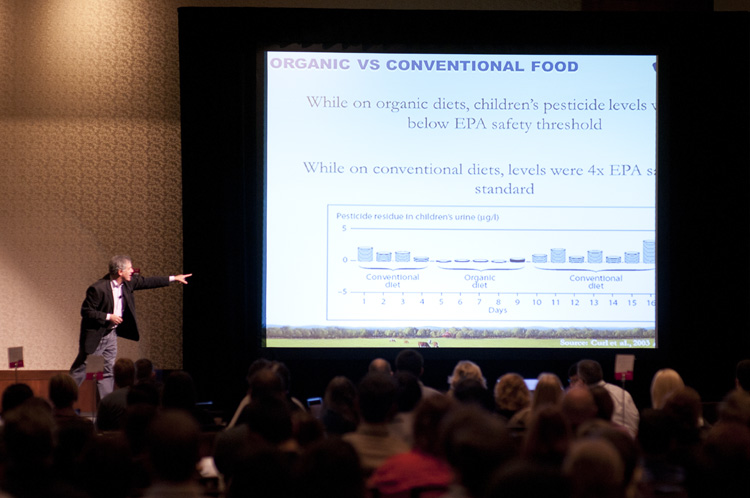 ORGANIC VS CONVENTIONAL FOOD
While on organic diets, children's pesticide levels
below EPA safety threshold
While on conventional diets, levels were 4x EPA
standard
Pesticide residue in children's urine (µg/l)
5
0
-5
Conventional diet
Organic diet
Conventional diet
1 2 3 4 5 6 7 8 9 10 11 12 13 14 15 16
Days
Source: Curl et al., 2003